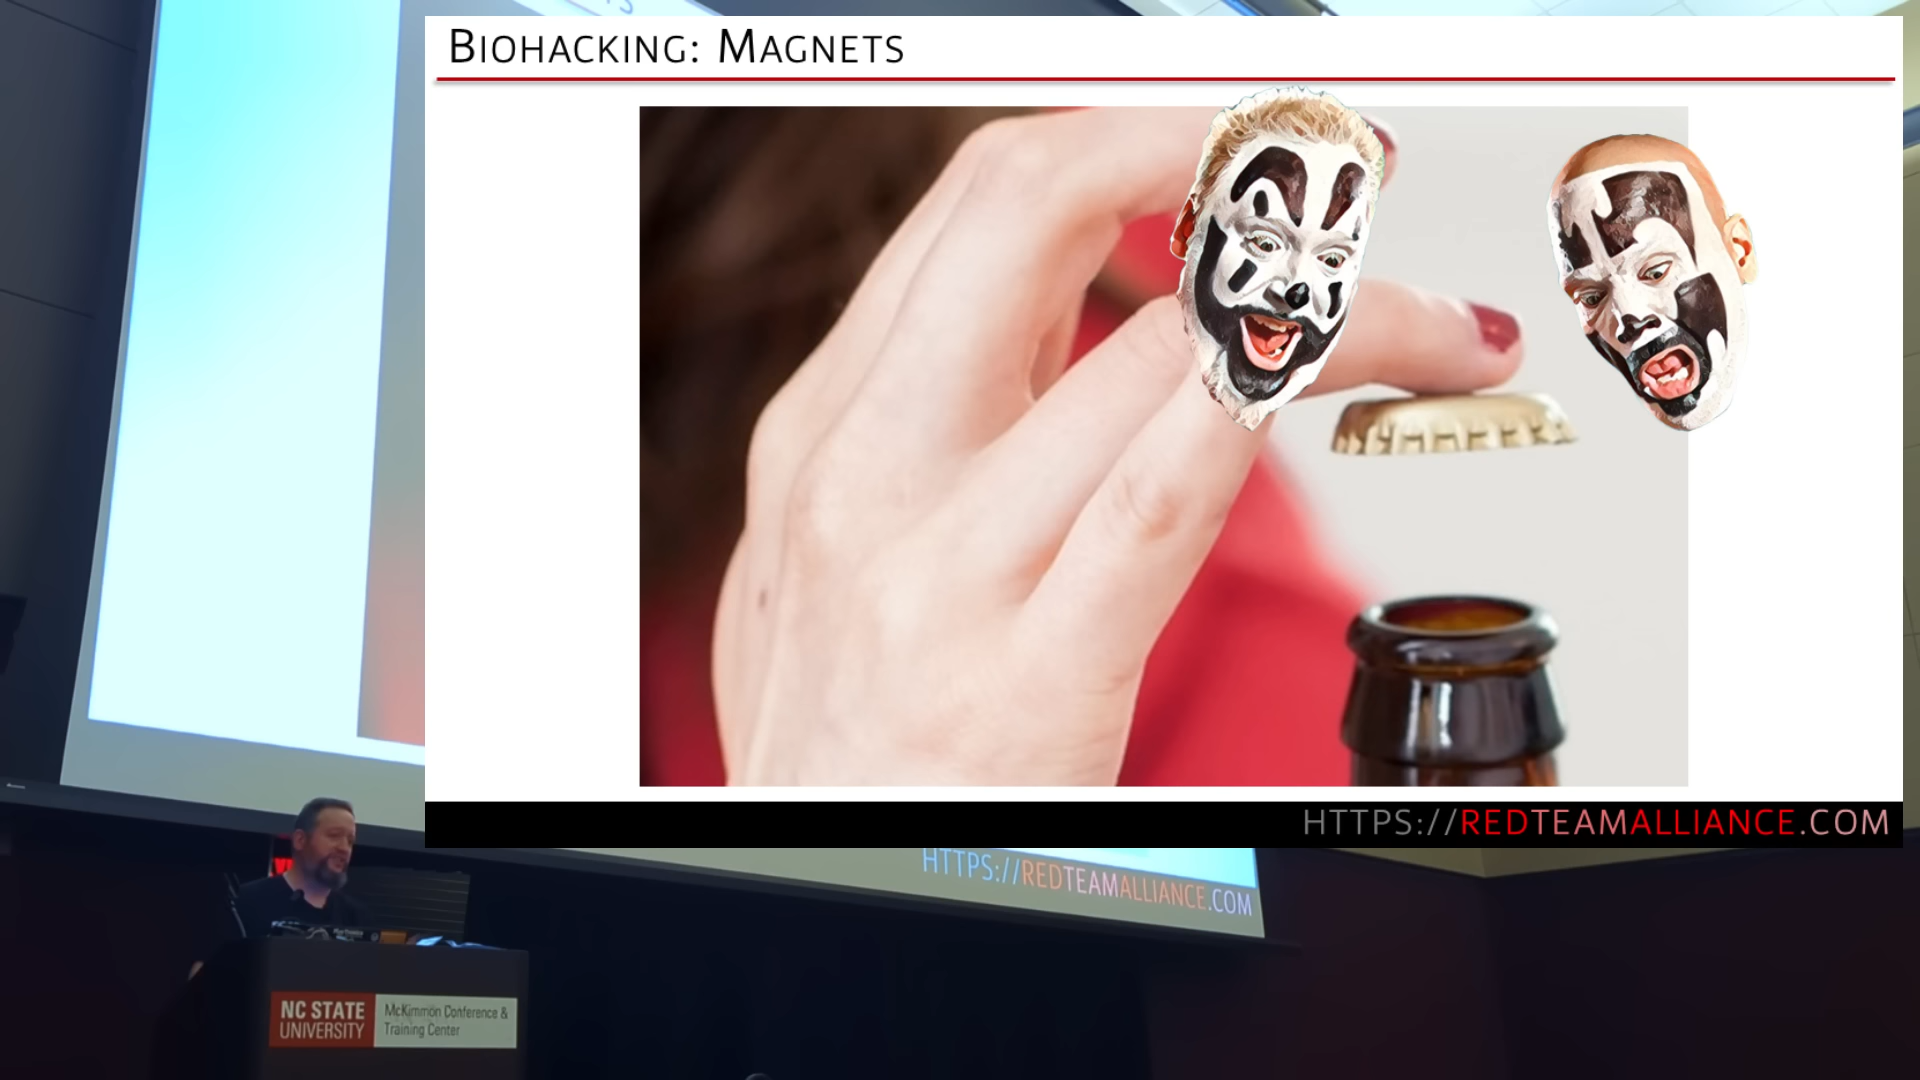 BIOHACKING: MAGNETS
HTTPS://REDTEAMALLIANCE.COM
HTTPS://REDTEAMALLIANCE.COM
NC STATE
UNIVERSITY
McKimmon Conference &
Training Center